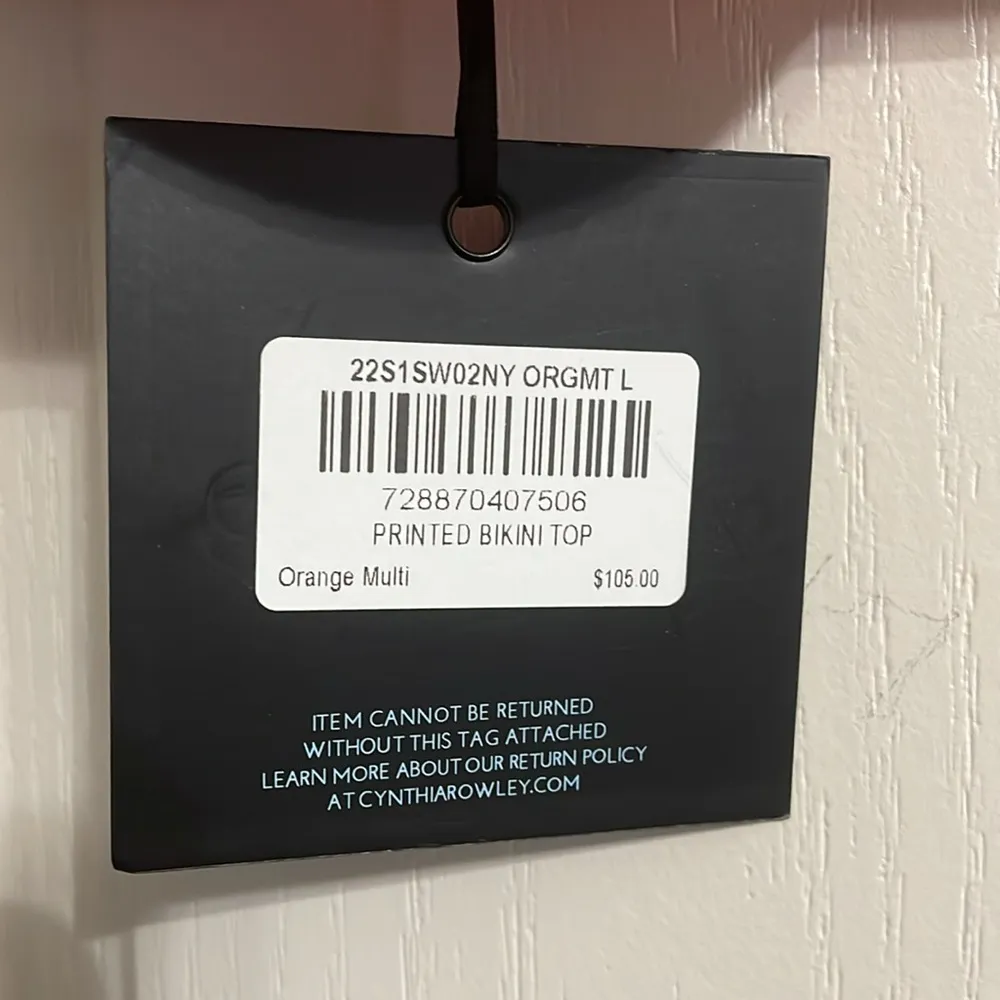 22S1SW02NY ORGMT L
728870407506
PRINTED BIKINI TOP
Orange Multi $105.00
ITEM CANNOT BE RETURNED
WITHOUT THIS TAG ATTACHED
LEARN MORE ABOUT OUR RETURN POLICY
AT CYNTHIAROWLEY.COM